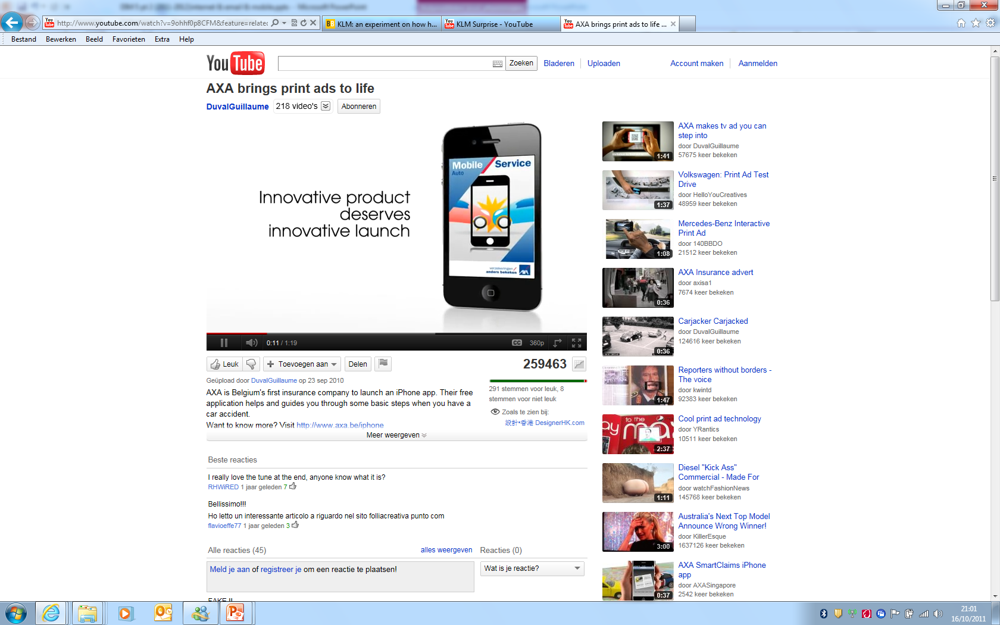 http://www.youtube.com/watch?v=9ohhf0p8CFM&feature=related
KLM: an experiment on how h...
KLM Surprise - YouTube
AXA brings print ads to life ...
Bestand Bewerken Beeld Favorieten Extra Help
YouTube
Zoeken
Bladeren
Uploaden
Account maken
Aanmelden
AXA brings print ads to life
DuvalGuillaume 218 video's Abonneren
Innovative product
deserves
innovative launch
Mobile Service
Auto
verzekeringen /
anders bekeken
AXA
0:11 / 1:19
CC
360p
Leuk
Toevoegen aan
Delen
259463
Geüpload door DuvalGuillaume op 23 sep 2010
AXA is Belgium's first insurance company to launch an iPhone app. Their free
application helps and guides you through some basic steps when you have a
car accident.
Want to know more? Visit http://www.axa.be/iphone
291 stemmen voor leuk, 8
stemmen voor niet leuk
Zoals te zien bij:
設計•香港 DesignerHK.com
Meer weergeven
Beste reacties
I really love the tune at the end, anyone know what it is?
RHWiRED 1 jaar geleden 7
Bellissimo!!!
Ho letto un interessante articolo a riguardo nel sito folliacreativa punto com
flavioeffe77 1 jaar geleden 3
Alle reacties (45)
alles weergeven
Reacties (0)
Meld je aan of registreer je om een reactie te plaatsen!
Wat is je reactie?
FAKE !!
AXA makes tv ad you can
step into
door DuvalGuillaume
57675 keer bekeken
1:41
Volkswagen: Print Ad Test
Drive
door HelloYouCreatives
48959 keer bekeken
1:37
Mercedes-Benz Interactive
Print Ad
door 140BBDO
21512 keer bekeken
1:08
AXA Insurance advert
door axisa1
7674 keer bekeken
0:36
Carjacker Carjacked
door DuvalGuillaume
124616 keer bekeken
0:36
Reporters without borders -
The voice
door kwintd
92383 keer bekeken
1:47
Cool print ad technology
door YRantics
10511 keer bekeken
2:37
Diesel "Kick Ass"
Commercial - Made For
door watchFashionNews
145768 keer bekeken
1:11
Australia's Next Top Model
Announce Wrong Winner!
door KillerEsque
1637126 keer bekeken
3:00
AXA SmartClaims iPhone
app
door AXASingapore
2542 keer bekeken
0:37
21:01
16/10/2011